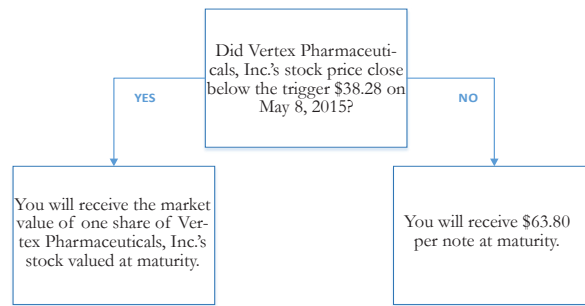 Did Vertex Pharmaceuti-
cals, Inc.'s stock price close
below the trigger $38.28 on
May 8, 2015?
YES
NO
You will receive the market
value of one share of Ver-
tex Pharmaceuticals, Inc.'s
stock valued at maturity.
You will receive $63.80
per note at maturity.